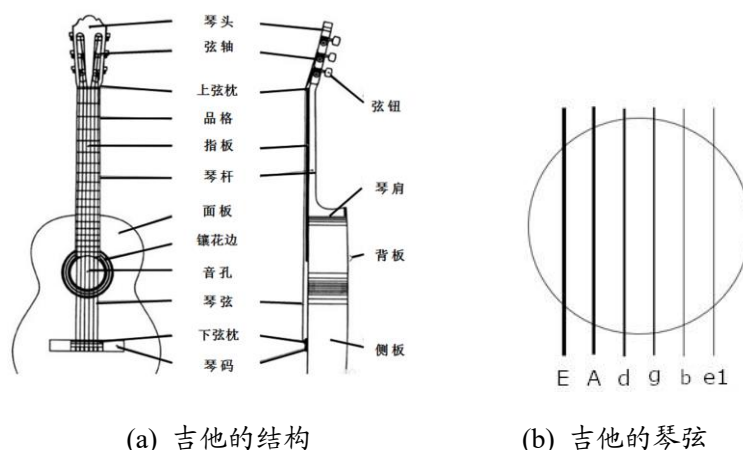 琴头
弦轴
上弦枕
品格
指板
琴杆
面板
镶花边
音孔
琴弦
下弦枕
琴码
弦钮
琴肩
背板
侧板
E A d g b e1
(a) 吉他的结构
(b) 吉他的琴弦